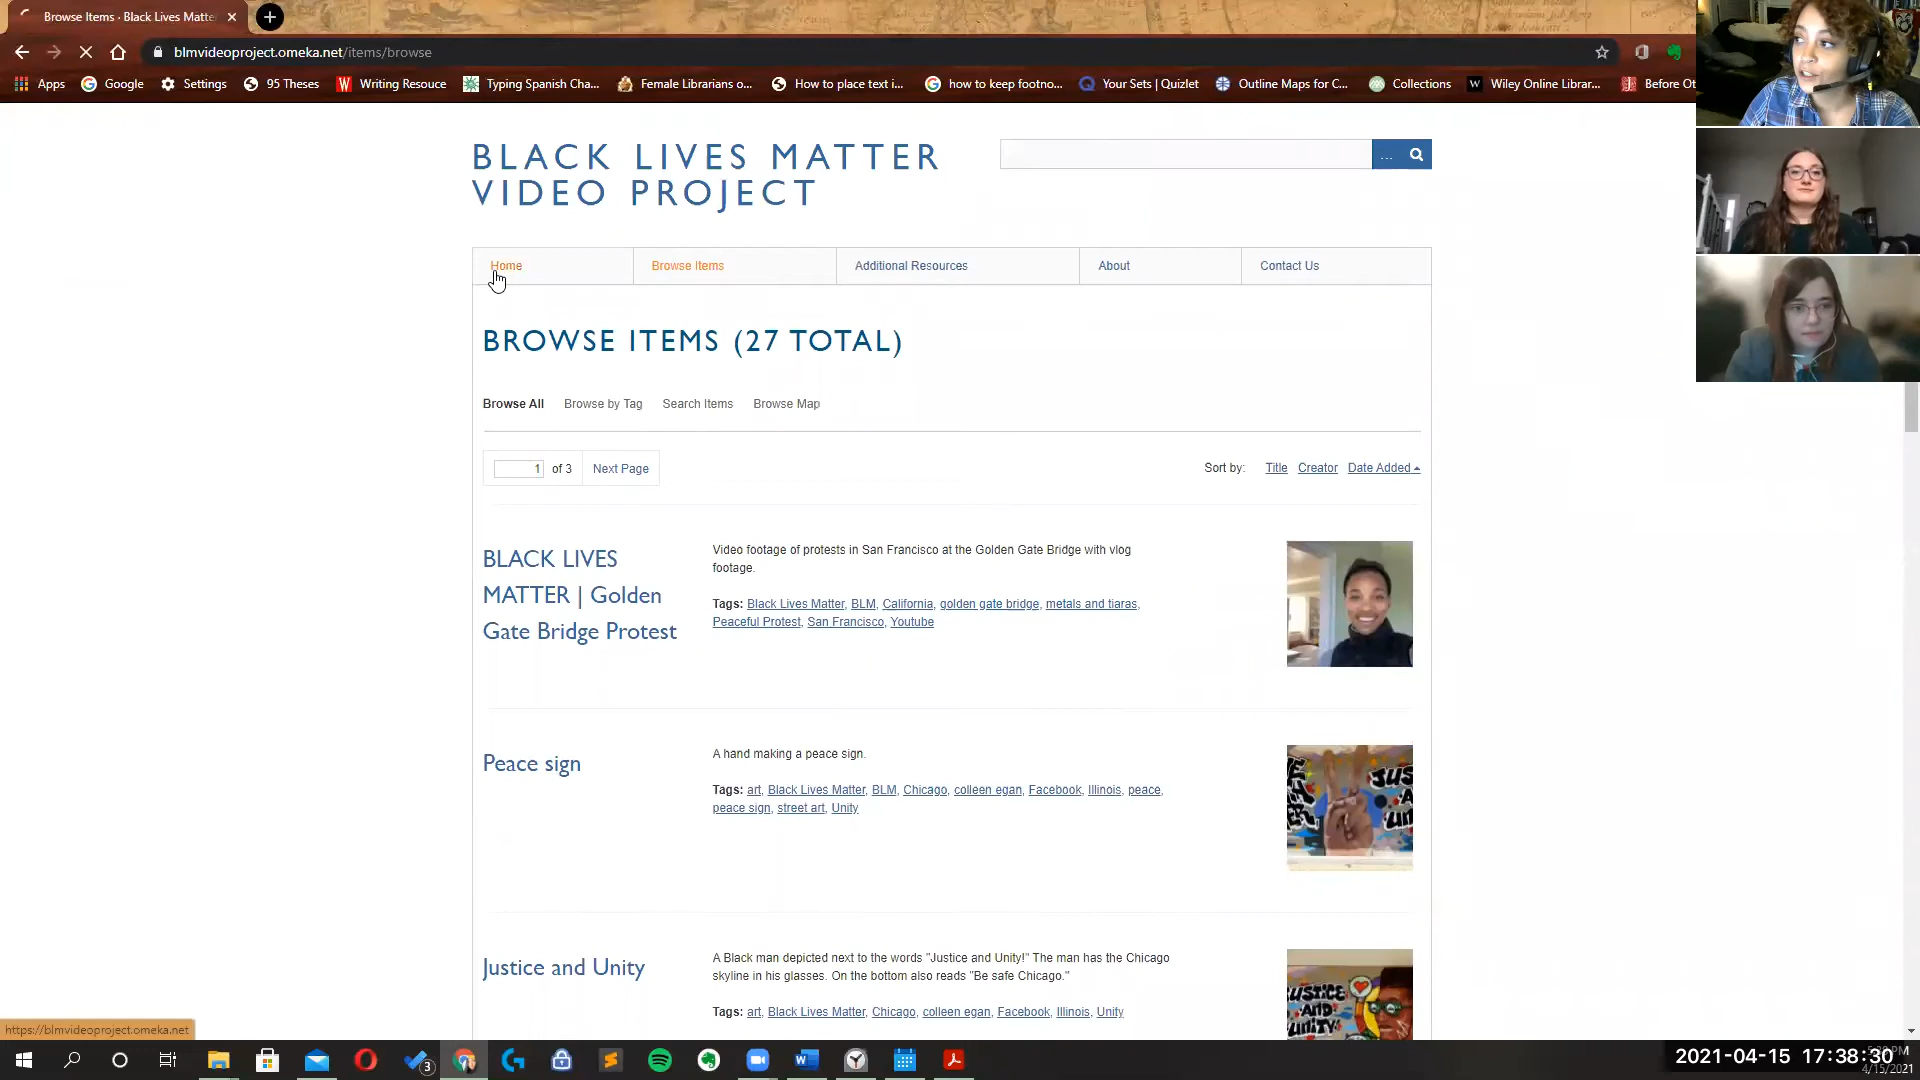 Browse Items · Black Lives Matte
blmvideoproject.omeka.net/items/browse
Apps Google Settings 95 Theses Writing Resouce Typing Spanish Cha... Female Librarians o... How to place text i... how to keep footno... Your Sets | Quizlet Outline Maps for C... Collections Wiley Online Librar... Before Ot
BLACK LIVES MATTER
VIDEO PROJECT
...
Home Browse Items Additional Resources About Contact Us
BROWSE ITEMS (27 TOTAL)
Browse All Browse by Tag Search Items Browse Map
1 of 3 Next Page
Sort by: Title Creator Date Added
BLACK LIVES
MATTER | Golden
Gate Bridge Protest
Video footage of protests in San Francisco at the Golden Gate Bridge with vlog
footage.
Tags: Black Lives Matter, BLM, California, golden gate bridge, metals and tiaras,
Peaceful Protest, San Francisco, Youtube
Peace sign
A hand making a peace sign.
Tags: art, Black Lives Matter, BLM, Chicago, colleen egan, Facebook, Illinois, peace,
peace sign, street art, Unity
JUS
Justice and Unity
A Black man depicted next to the words "Justice and Unity!" The man has the Chicago
skyline in his glasses. On the bottom also reads "Be safe Chicago."
Tags: art, Black Lives Matter, Chicago, colleen egan, Facebook, Illinois, Unity
JUSTICE
AND
UNITY
https://blmvideoproject.omeka.net
3
2021-04-15 17:38:30
4/15/2021